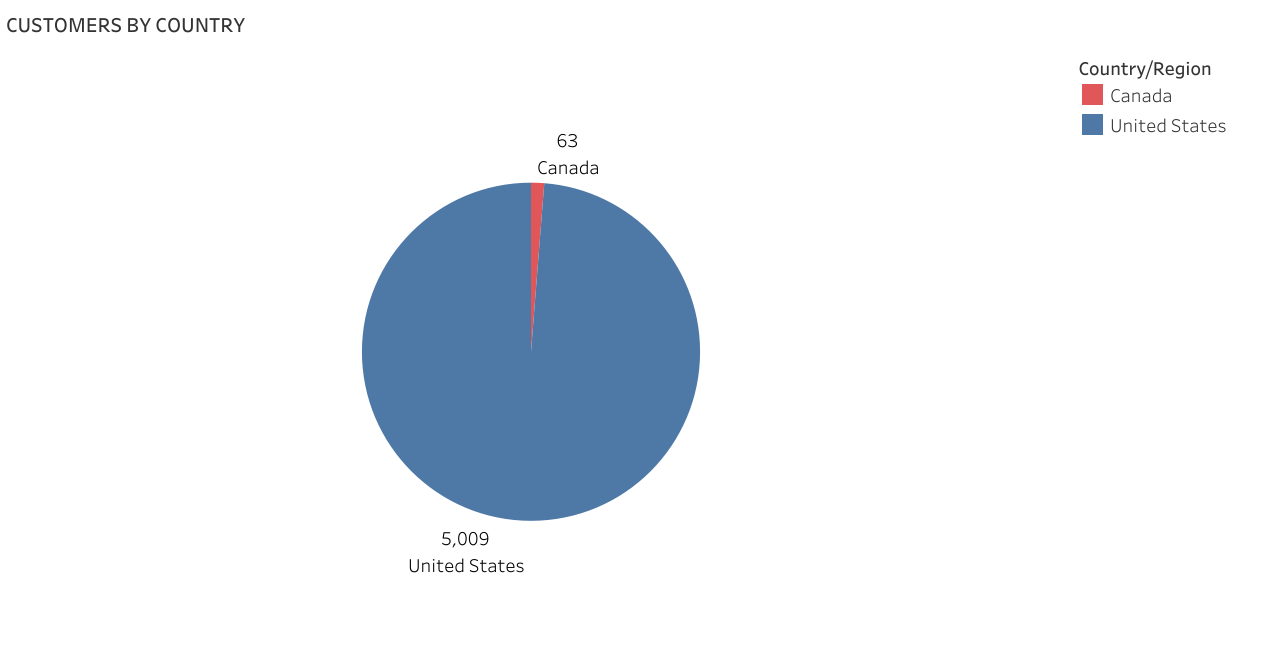 CUSTOMERS BY COUNTRY
Country/Region
Canada
United States
63
Canada
5,009
United States